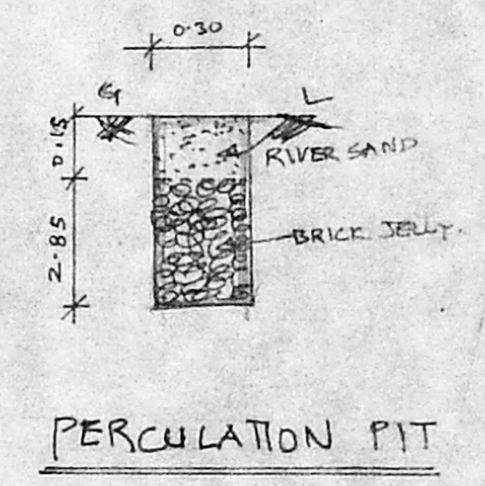 0.30
G L
0.15
RIVER SAND
2.85
BRICK JELLY.
PERCULATION PIT